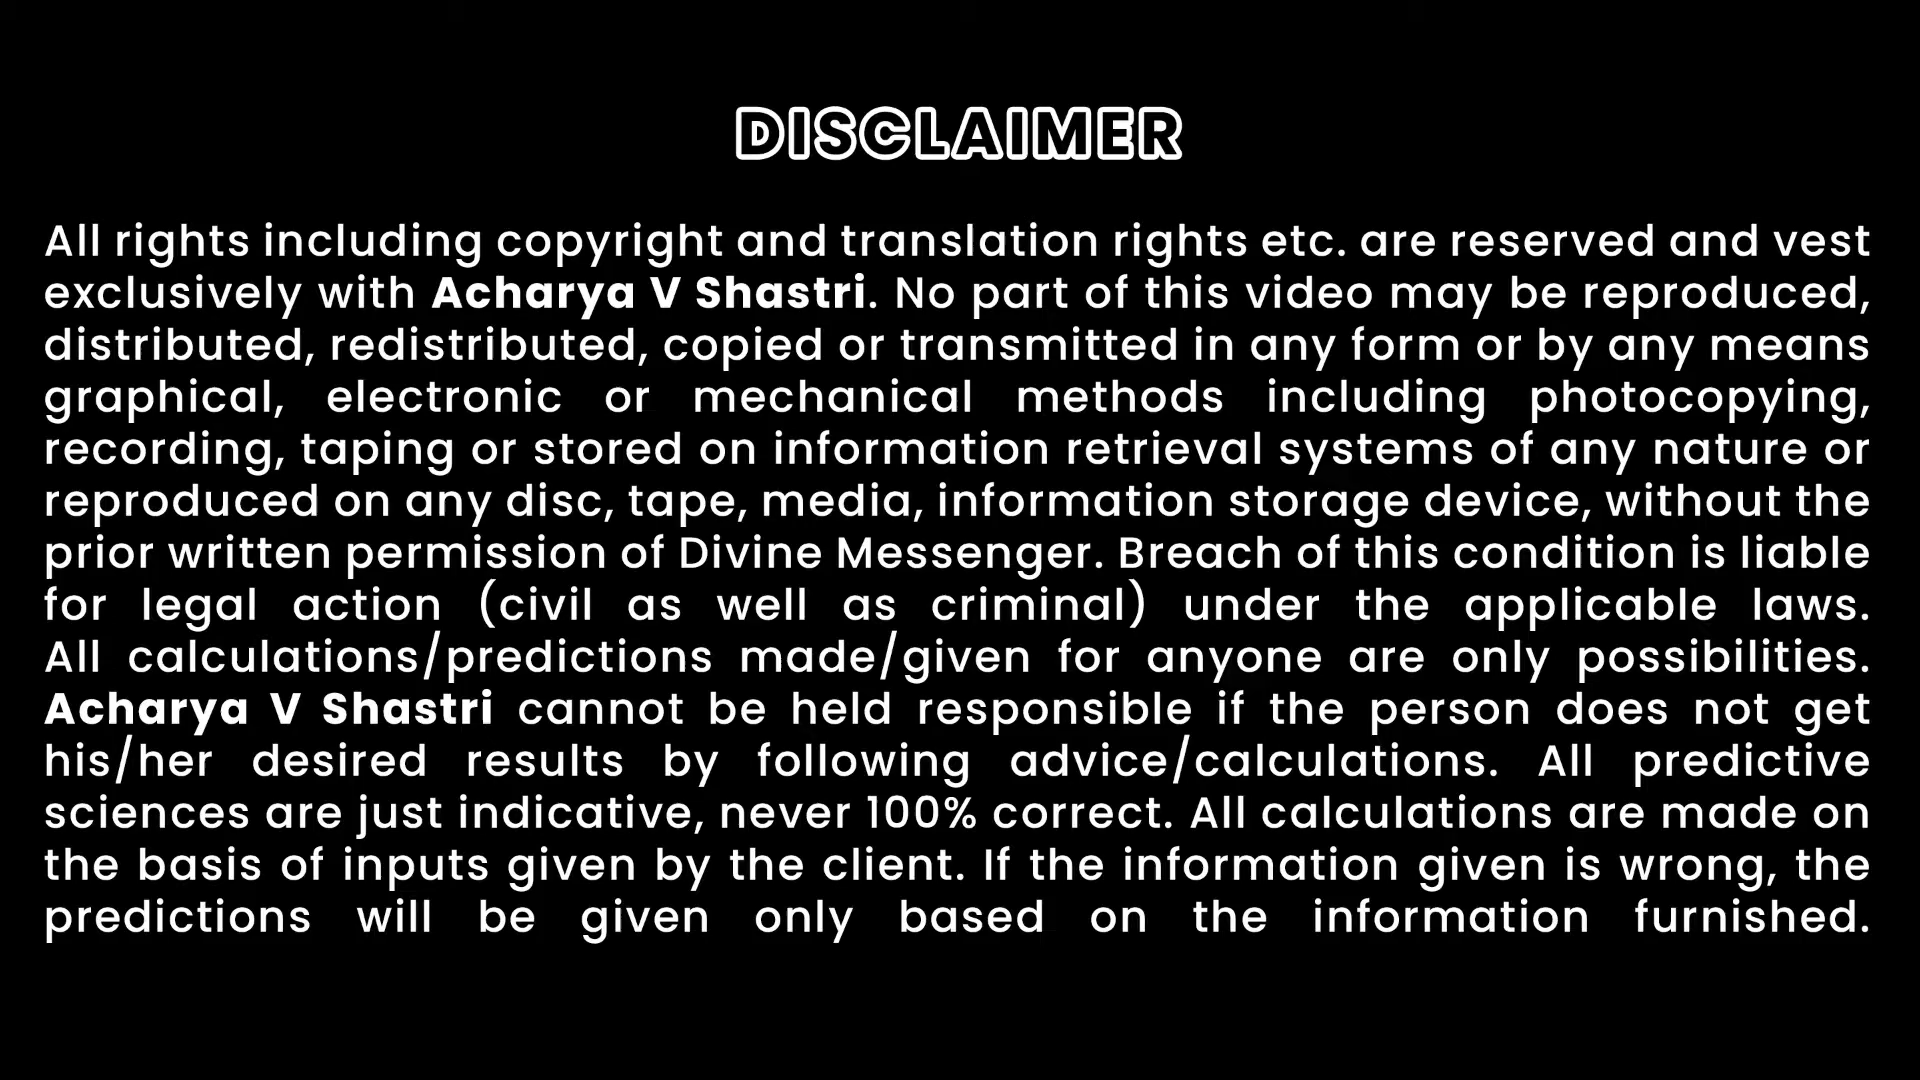 DISCLAIMER
All rights including copyright and translation rights etc. are reserved and vest
exclusively with Acharya V Shastri. No part of this video may be reproduced,
distributed, redistributed, copied or transmitted in any form or by any means
graphical, electronic or mechanical methods including photocopying,
recording, taping or stored on information retrieval systems of any nature or
reproduced on any disc, tape, media, information storage device, without the
prior written permission of Divine Messenger. Breach of this condition is liable
for legal action (civil as well as criminal) under the applicable laws.
All calculations/predictions made/given for anyone are only possibilities.
Acharya V Shastri cannot be held responsible if the person does not get
his/her desired results by following advice/calculations. All predictive
sciences are just indicative, never 100% correct. All calculations are made on
the basis of inputs given by the client. If the information given is wrong, the
predictions will be given only based on the information furnished.